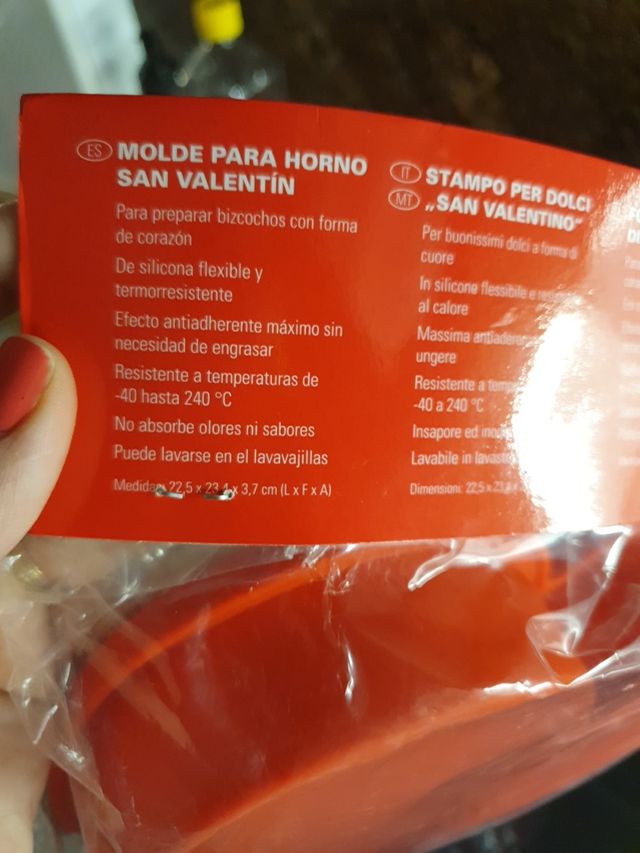 ES MOLDE PARA HORNO
SAN VALENTÍN
Para preparar bizcochos con forma
de corazón
De silicona flexible y
termorresistente
Efecto antiadherente máximo sin
necesidad de engrasar
Resistente a temperaturas de
-40 hasta 240 °C
No absorbe olores ni sabores
Puede lavarse en el lavavajillas
Medidas: 22,5 x 23,4 x 3,7 cm (L x F x A)
IT STAMPO PER DOLCI
MT „SAN VALENTINO“
Per buonissimi dolci a forma di
cuore
In silicone flessibile e
al calore
Massima
ungere
Resistente a
-40 a 240 °C
Insapore ed
Lavabile in
Dimensioni: 22,5 x